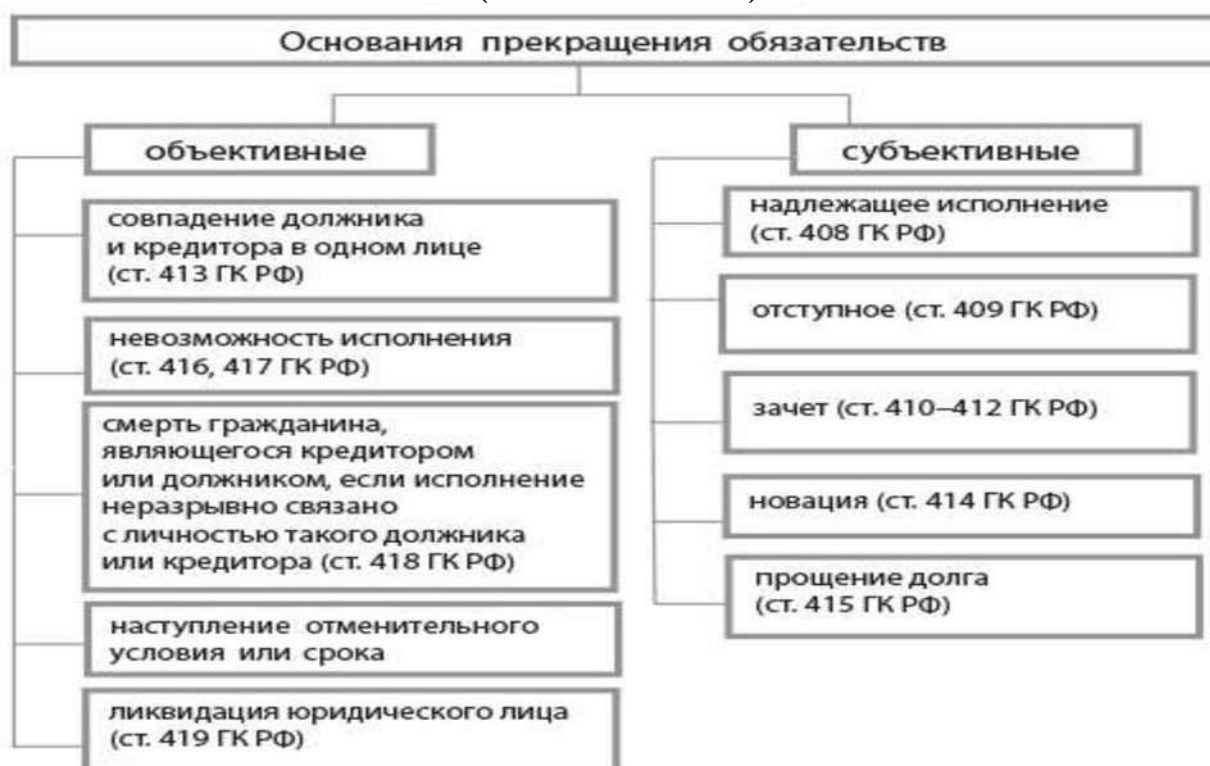 Основания прекращения обязательств
объективные
совпадение должника
и кредитора в одном лице
(ст. 413 ГК РФ)
невозможность исполнения
(ст. 416, 417 ГК РФ)
смерть гражданина,
являющегося кредитором
или должником, если исполнение
неразрывно связано
с личностью такого должника
или кредитора (ст. 418 ГК РФ)
наступление отменительного
условия или срока
ликвидация юридического лица
(ст. 419 ГК РФ)
субъективные
надлежащее исполнение
(ст. 408 ГК РФ)
отступное (ст. 409 ГК РФ)
зачет (ст. 410–412 ГК РФ)
новация (ст. 414 ГК РФ)
прощение долга
(ст. 415 ГК РФ)